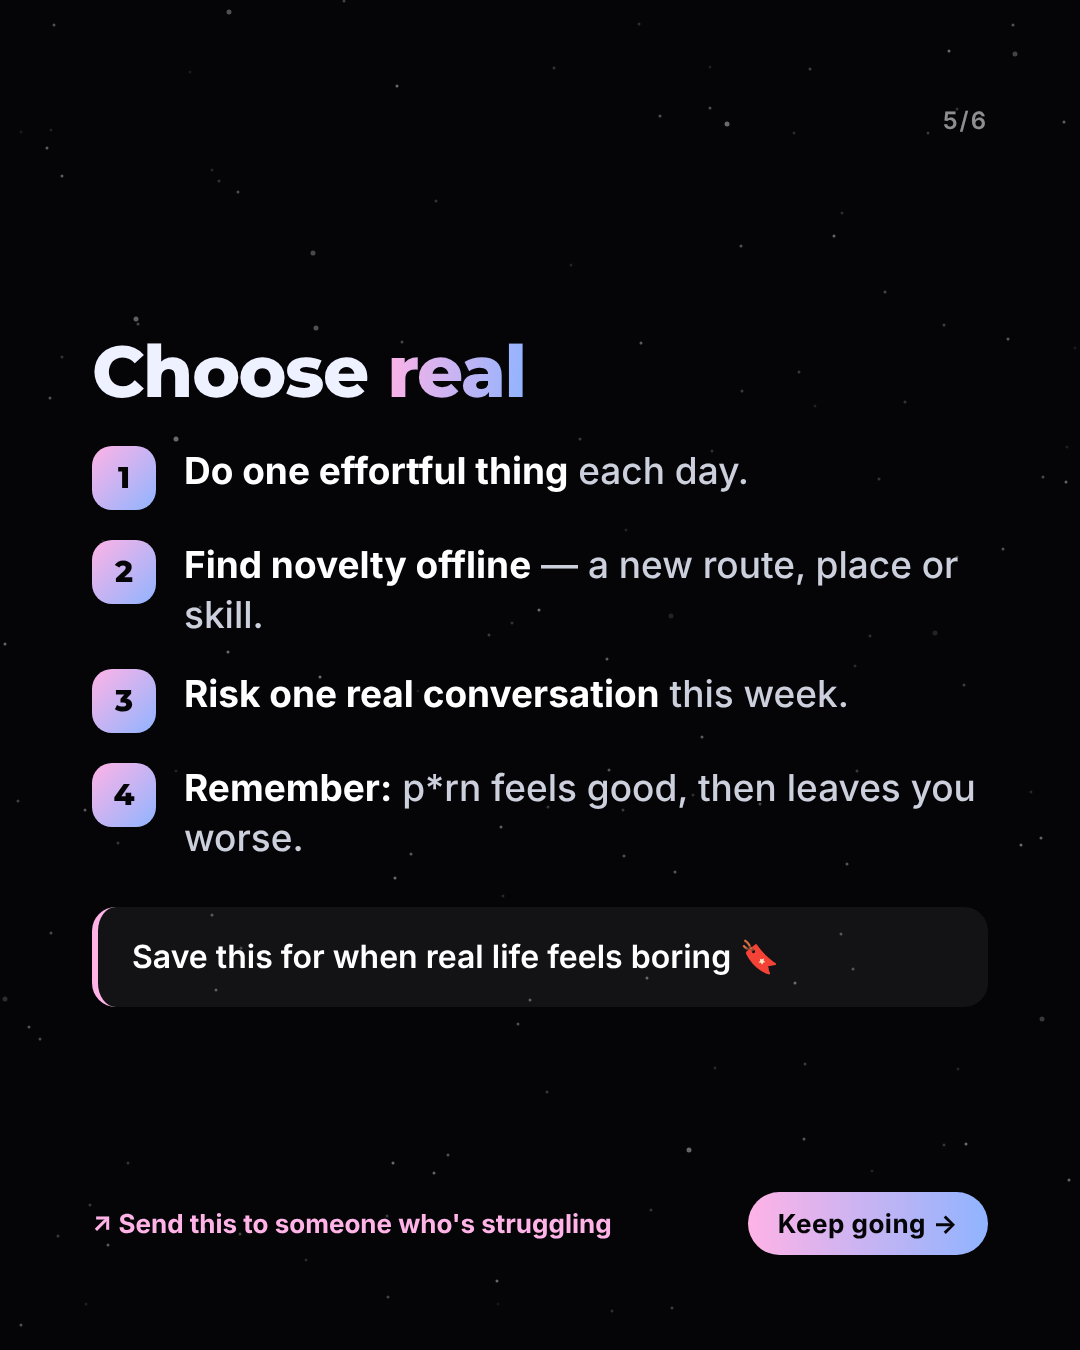 5/6
Choose real
1 Do one effortful thing each day.
2 Find novelty offline — a new route, place or
skill.
3 Risk one real conversation this week.
4 Remember: p*rn feels good, then leaves you
worse.
Save this for when real life feels boring 🔖
↗ Send this to someone who's struggling
Keep going →